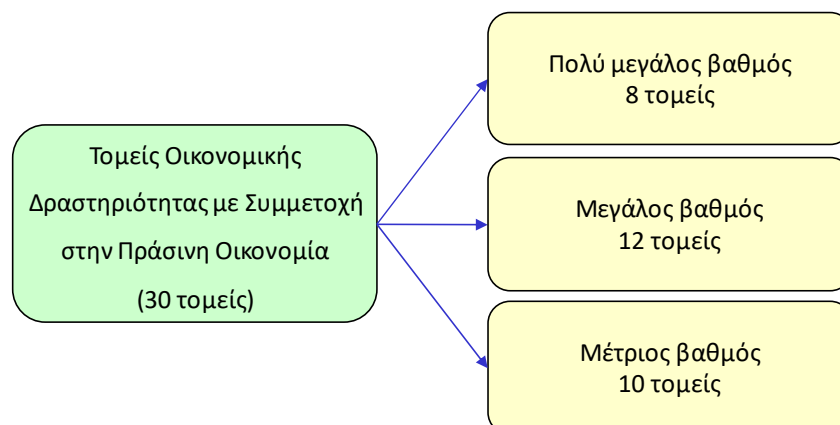 Τομείς Οικονομικής
Δραστηριότητας με Συμμετοχή
στην Πράσινη Οικονομία
(30 τομείς)
Πολύ μεγάλος βαθμός
8 τομείς
Μεγάλος βαθμός
12 τομείς
Μέτριος βαθμός
10 τομείς